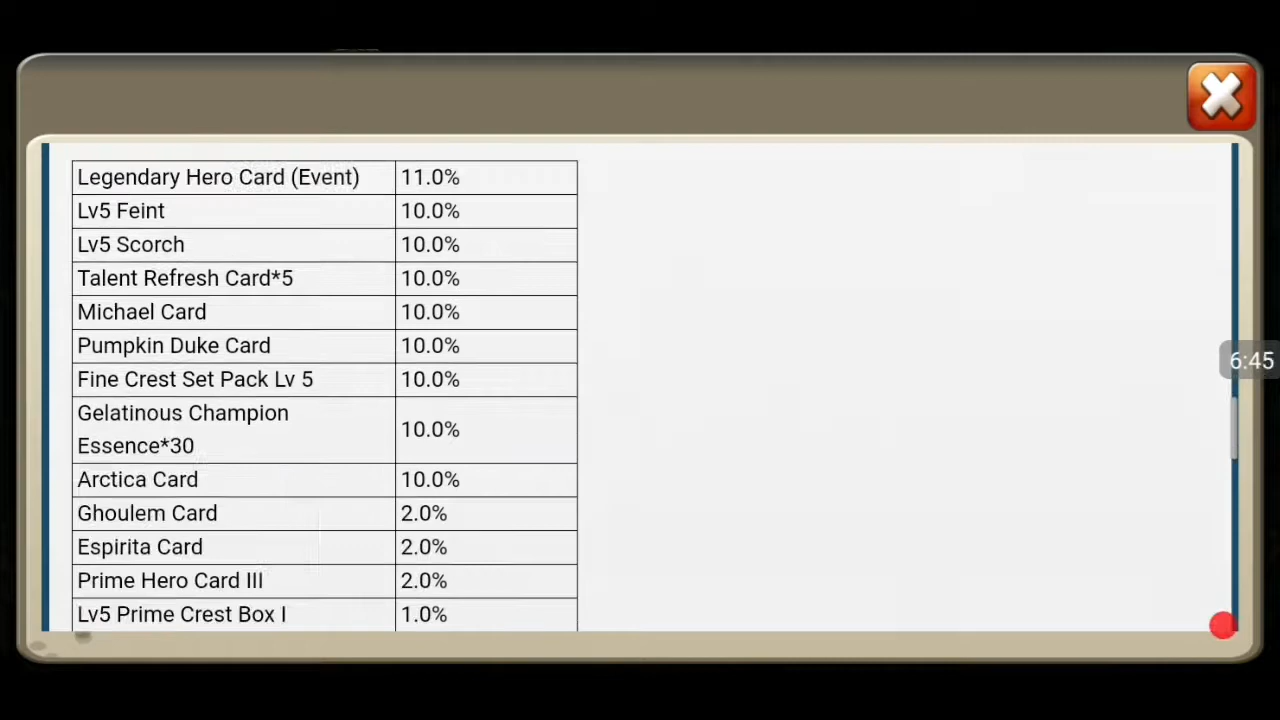 Legendary Hero Card (Event) 11.0%
Lv5 Feint 10.0%
Lv5 Scorch 10.0%
Talent Refresh Card*5 10.0%
Michael Card 10.0%
Pumpkin Duke Card 10.0%
Fine Crest Set Pack Lv 5 10.0%
Gelatinous Champion
Essence*30 10.0%
Arctica Card 10.0%
Ghoulem Card 2.0%
Espirita Card 2.0%
Prime Hero Card III 2.0%
Lv5 Prime Crest Box I 1.0%
6:45